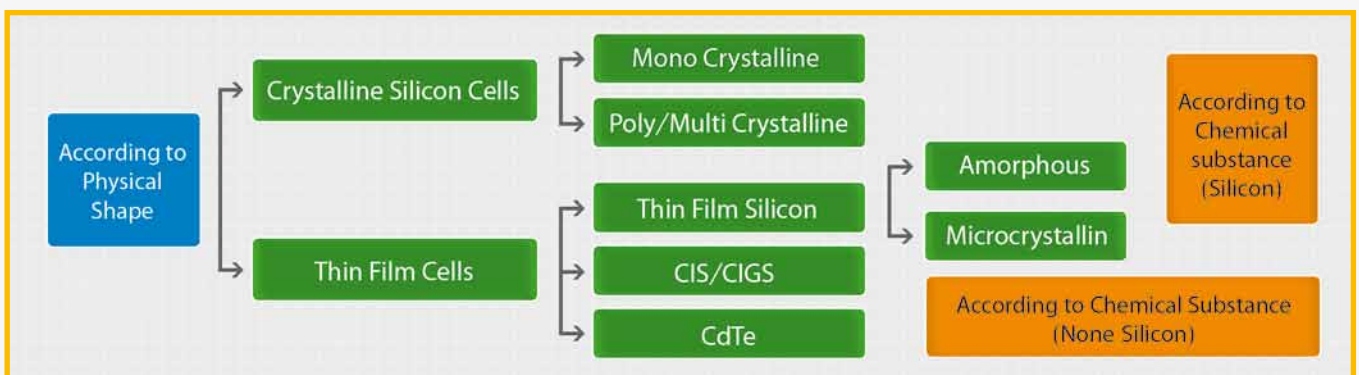 According to
Physical
Shape
Crystalline Silicon Cells
Thin Film Cells
Mono Crystalline
Poly/Multi Crystalline
Thin Film Silicon
CIS/CIGS
CdTe
Amorphous
Microcrystallin
According to
Chemical
substance
(Silicon)
According to Chemical Substance
(None Silicon)